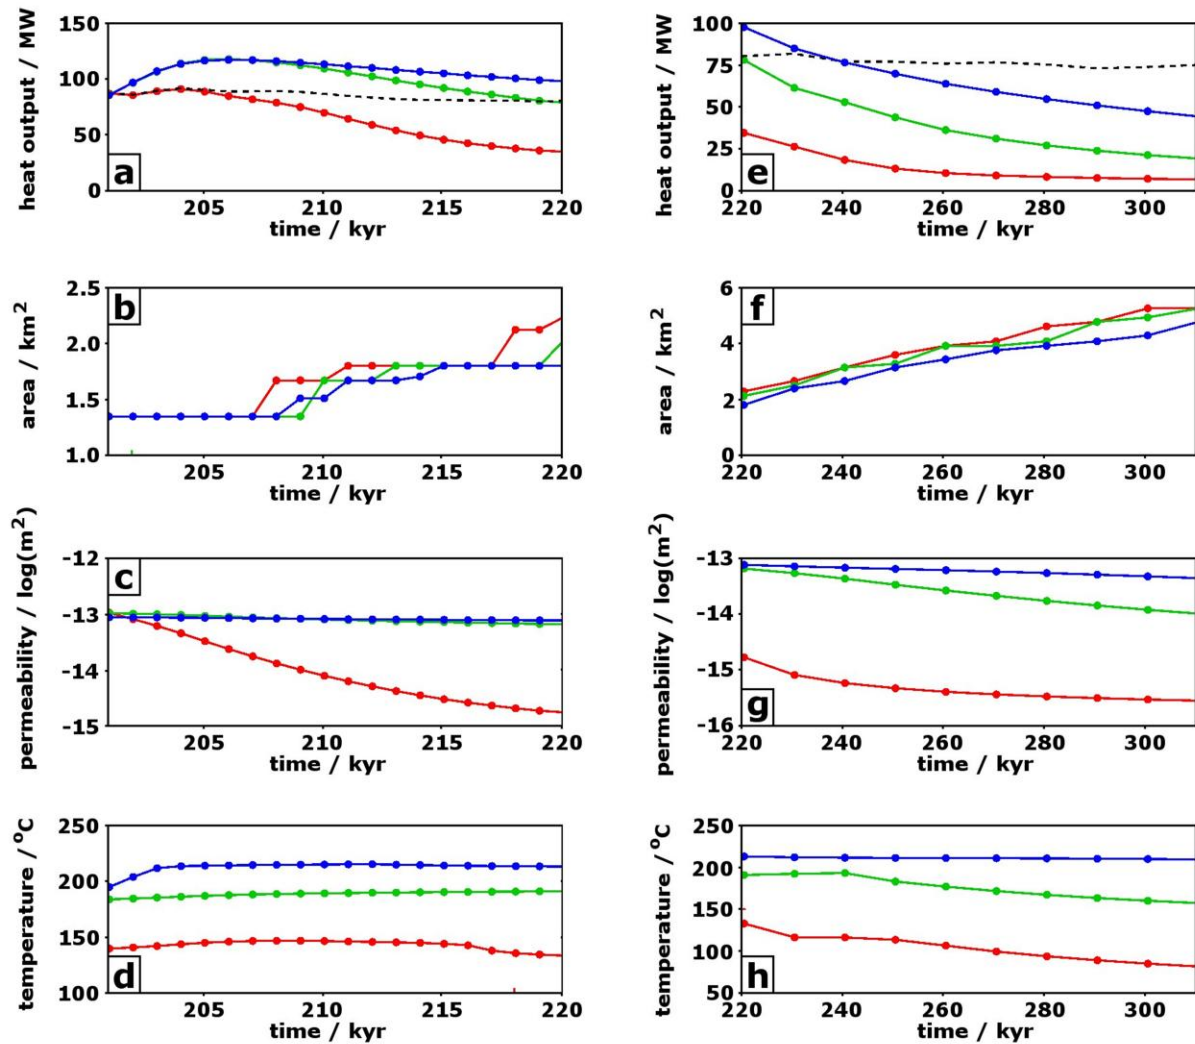 heat output / MW
150
100
50
0
a
205 210 215 220
time / kyr
heat output / MW
100
75
50
25
0
e
220 240 260 280 300
time / kyr
area / km²
2.5
2.0
1.5
1.0
b
205 210 215 220
time / kyr
area / km²
6
4
2
0
f
220 240 260 280 300
time / kyr
permeability / log(m²)
-12
-13
-14
-15
c
205 210 215 220
time / kyr
permeability / log(m²)
-13
-14
-15
-16
g
220 240 260 280 300
time / kyr
temperature / °C
250
200
150
100
d
205 210 215 220
time / kyr
temperature / °C
250
200
150
100
50
h
220 240 260 280 300
time / kyr